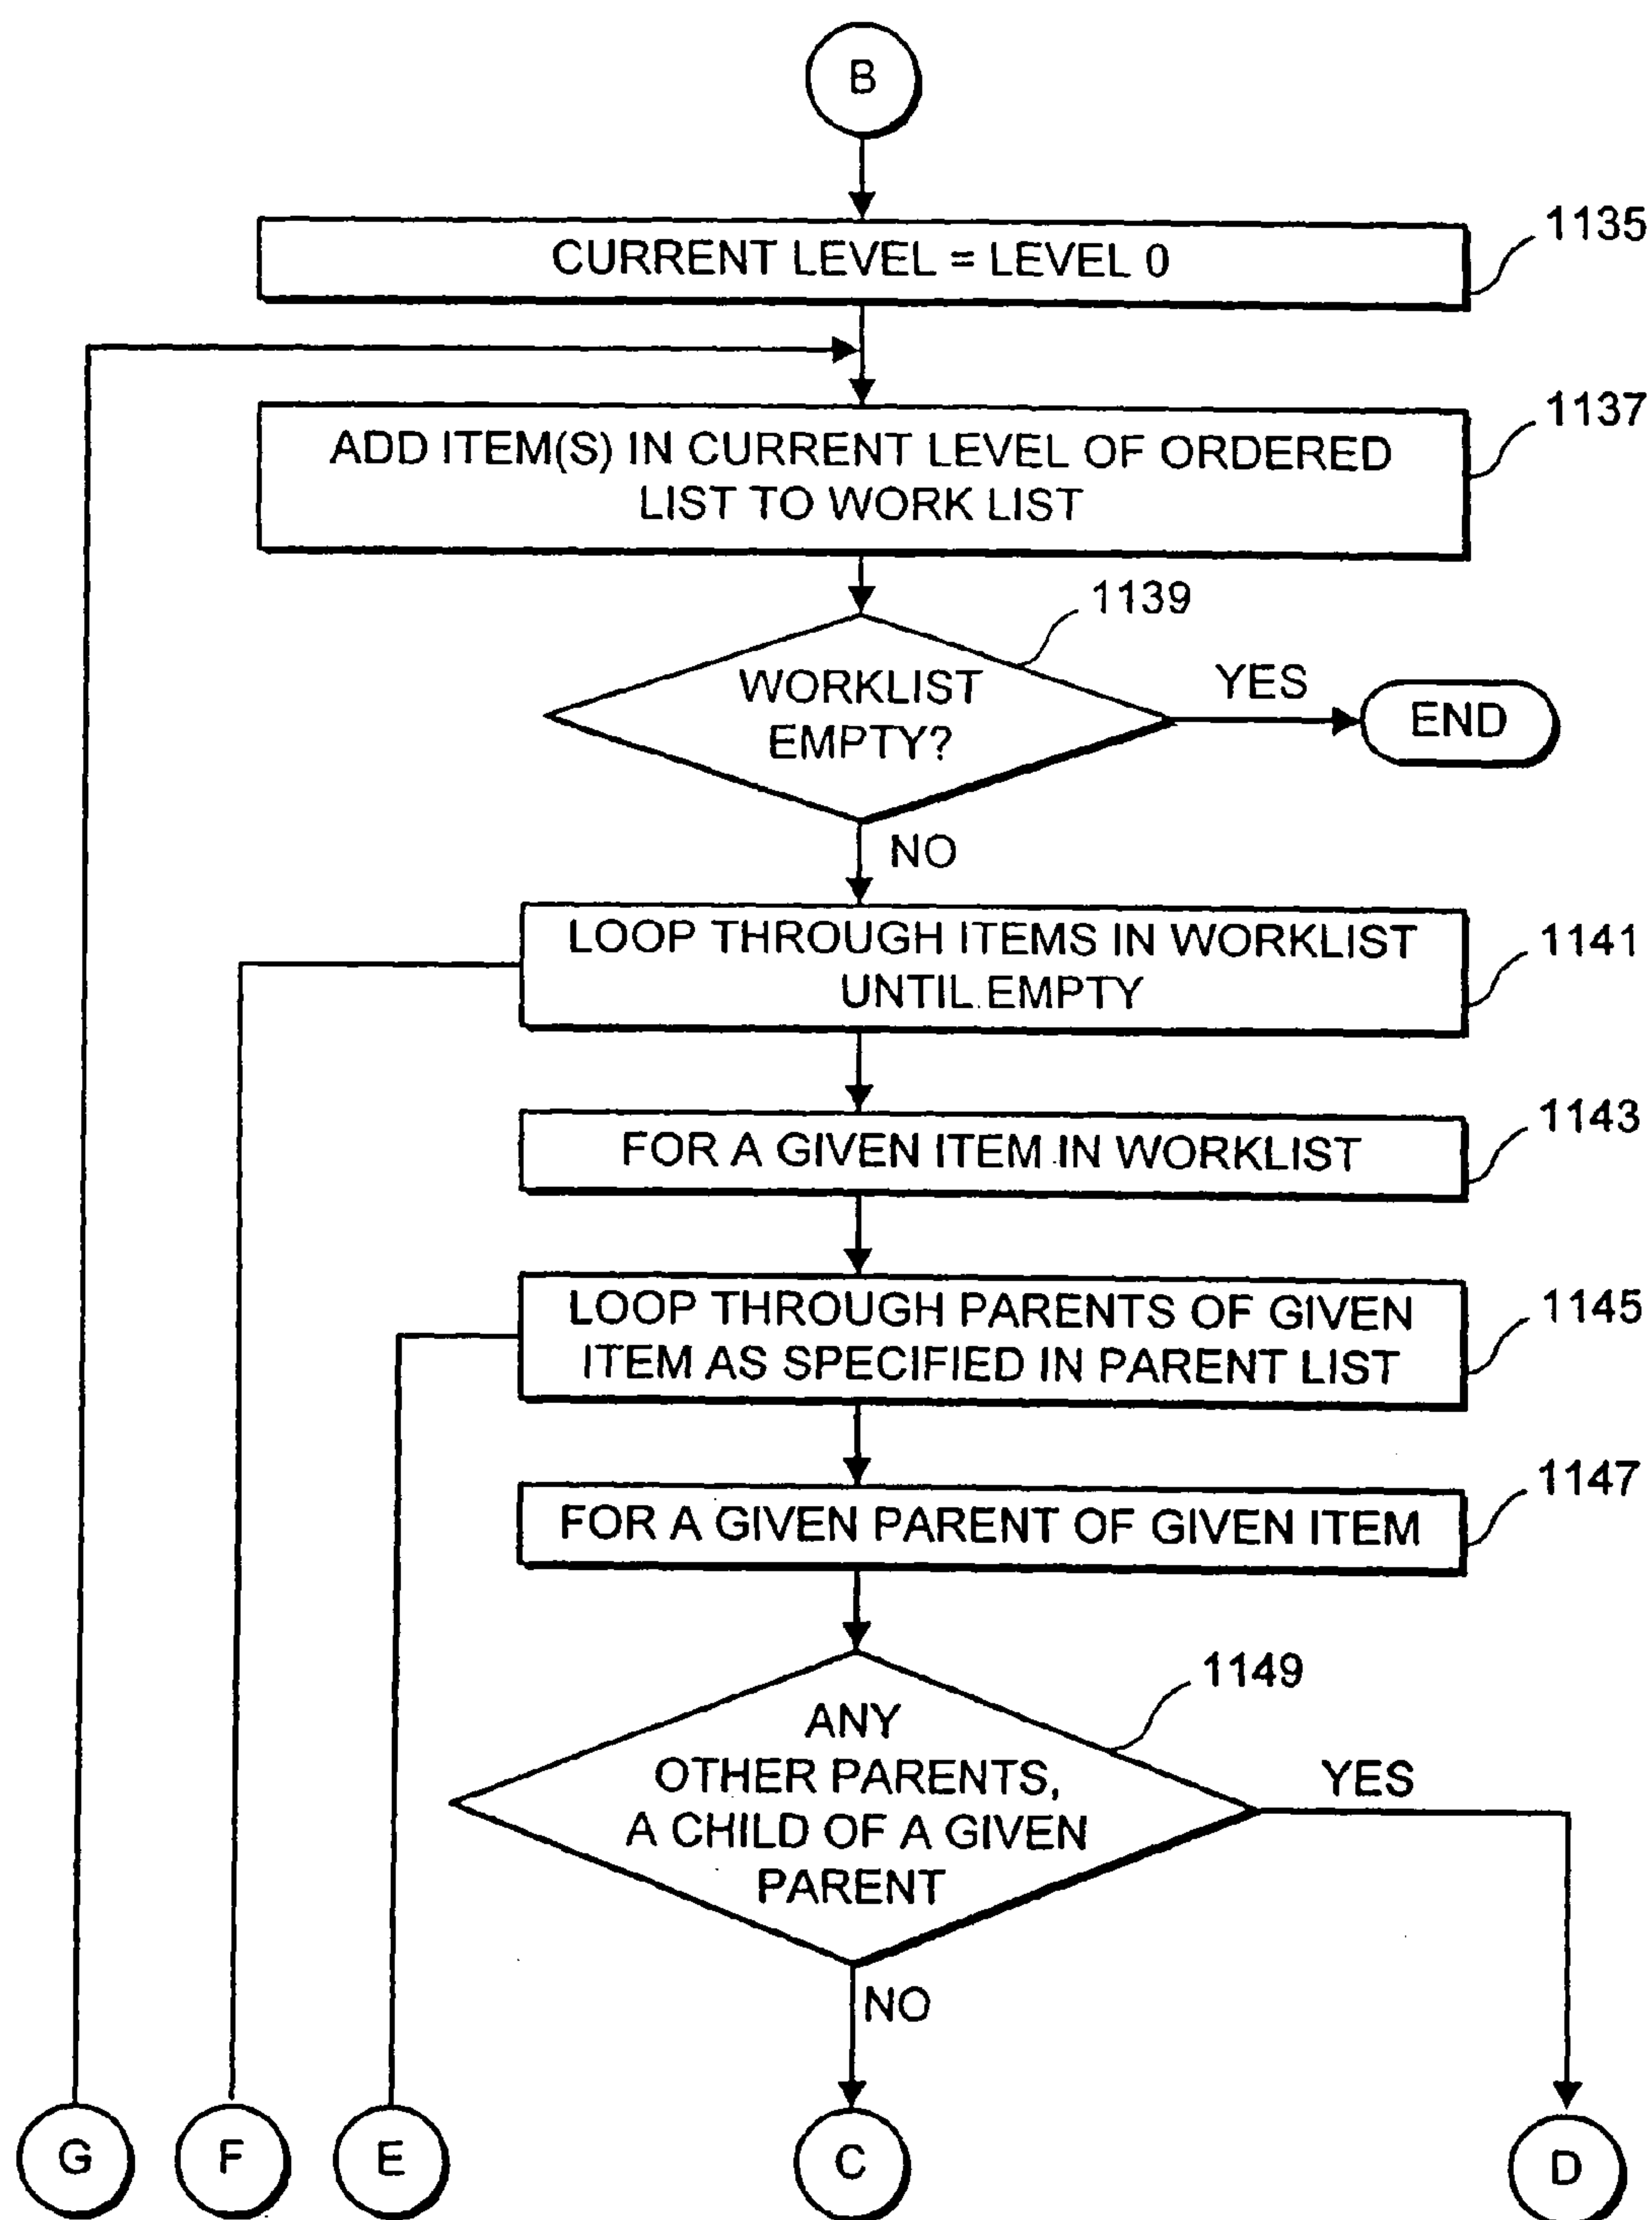 B
CURRENT LEVEL = LEVEL 0
1135
ADD ITEM(S) IN CURRENT LEVEL OF ORDERED
LIST TO WORK LIST
1137
1139
WORKLIST
EMPTY?
YES
END
NO
LOOP THROUGH ITEMS IN WORKLIST
UNTIL EMPTY
1141
FOR A GIVEN ITEM IN WORKLIST
1143
LOOP THROUGH PARENTS OF GIVEN
ITEM AS SPECIFIED IN PARENT LIST
1145
FOR A GIVEN PARENT OF GIVEN ITEM
1147
1149
ANY
OTHER PARENTS,
A CHILD OF A GIVEN
PARENT
YES
NO
G
F
E
C
D